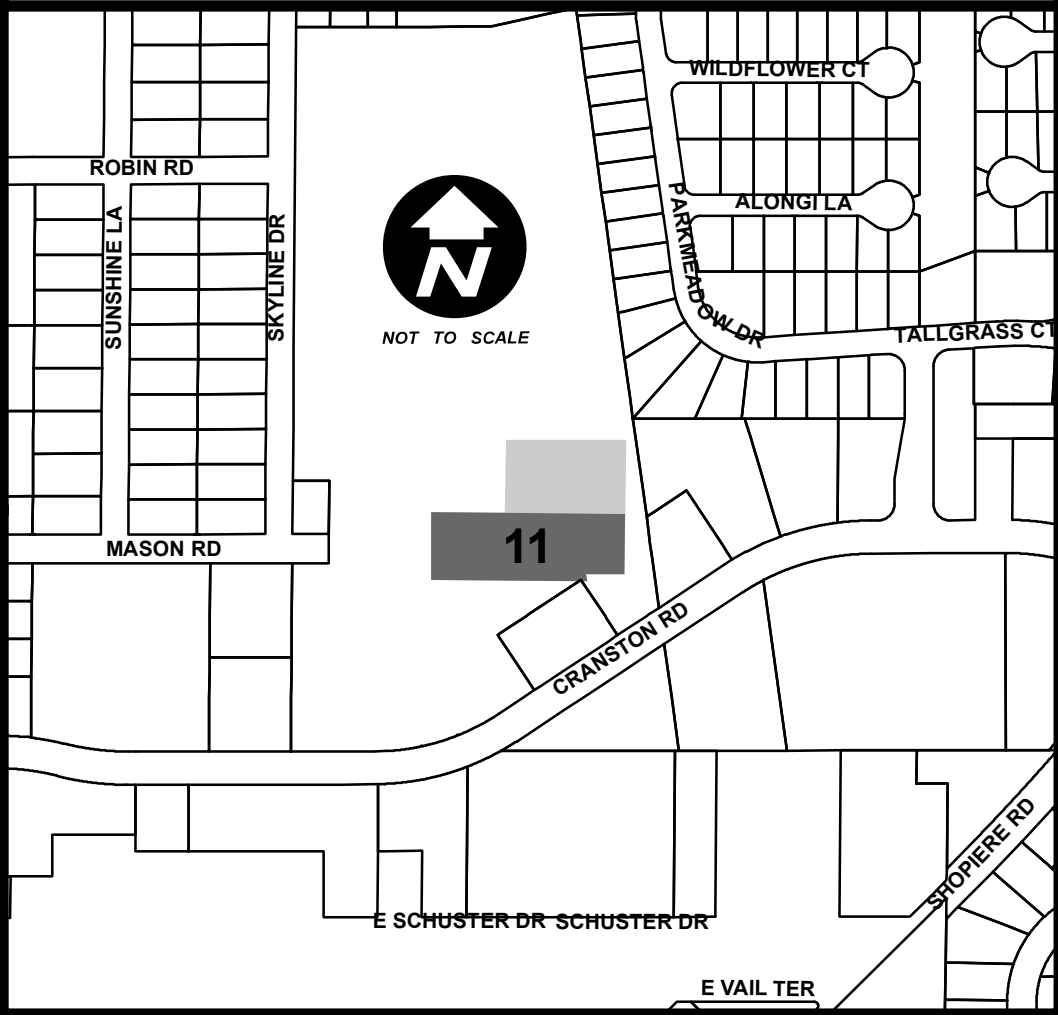 WILDFLOWER CT
ROBIN RD
ALONGI LA
SUNSHINE LA
SKYLINE DR
PARKMEADOW DR
N
NOT TO SCALE
TALLGRASS CT
11
MASON RD
CRANSTON RD
SHOPIERE RD
E SCHUSTER DR SCHUSTER DR
E VAIL TER